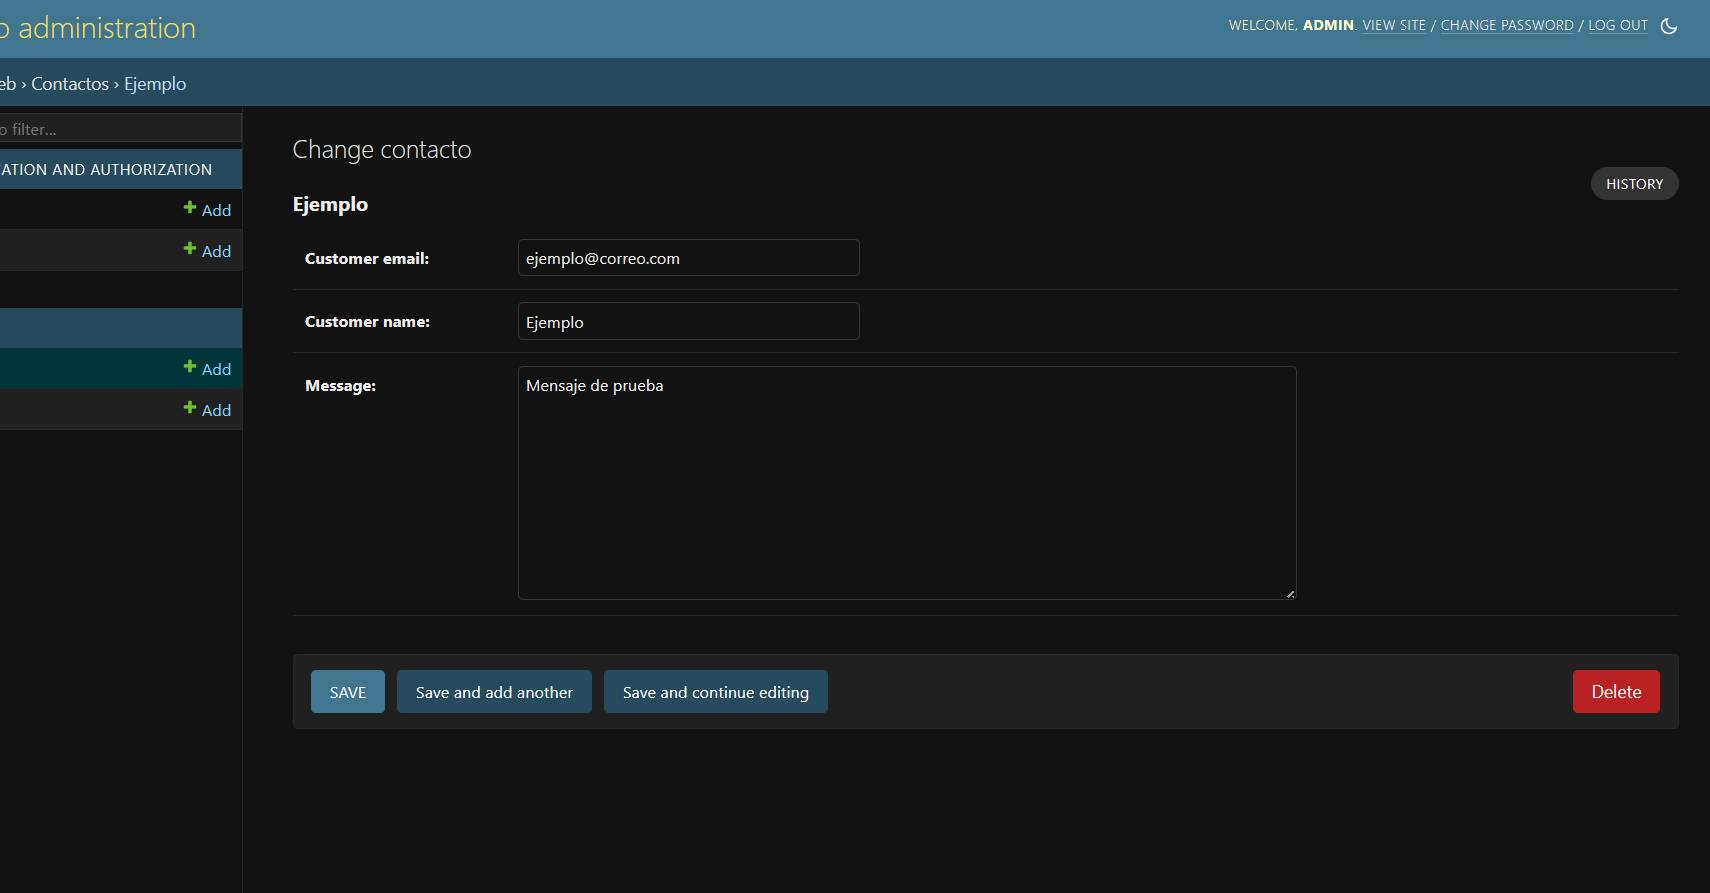 administration
WELCOME, ADMIN. VIEW SITE / CHANGE PASSWORD / LOG OUT
› Contactos › Ejemplo
filter...
AND AUTHORIZATION
Add
Add
Add
Add
Change contacto
HISTORY
Ejemplo
Customer email: ejemplo@correo.com
Customer name: Ejemplo
Message: Mensaje de prueba
SAVE Save and add another Save and continue editing Delete